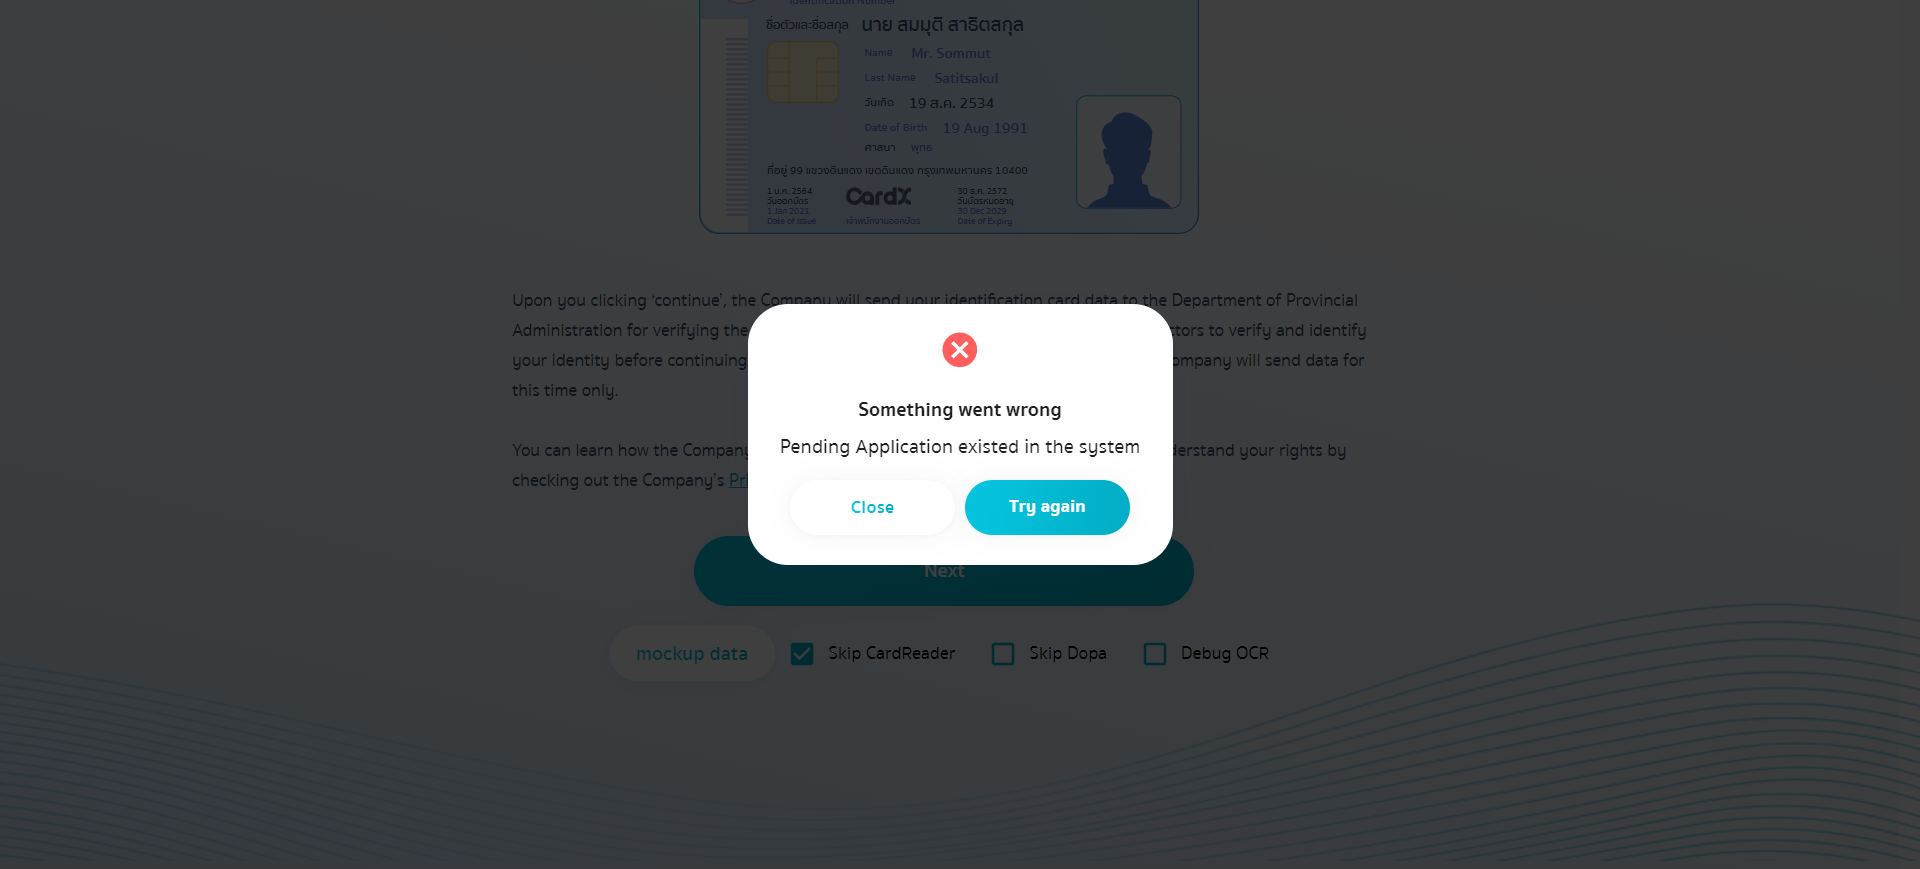 Identification Number
ชื่อตัวและชื่อสกุล นาย สมมุติ สาธิตสกุล
Name Mr. Sommut
Last Name Satitsakul
วันเกิด 19 ส.ค. 2534
Date of Birth 19 Aug 1991
ศาสนา พุทธ
ที่อยู่ 99 แขวงดินแดง เขตดินแดง กรุงเทพมหานคร 10400
1 ม.ค. 2564 CardX 30 ธ.ค. 2572
วันออกบัตร วันบัตรหมดอายุ
1 Jan 2021 30 Dec 2029
Date of Issue เจ้าพนักงานออกบัตร Date of Expiry
Upon you clicking ‘continue’, the Company will send your identification card data to the Department of Provincial
Administration for verifying the ctors to verify and identify
your identity before continuing ompany will send data for
this time only.
You can learn how the Company derstand your rights by
checking out the Company’s Pri
Something went wrong
Pending Application existed in the system
Close Try again
Next
mockup data Skip CardReader Skip Dopa Debug OCR